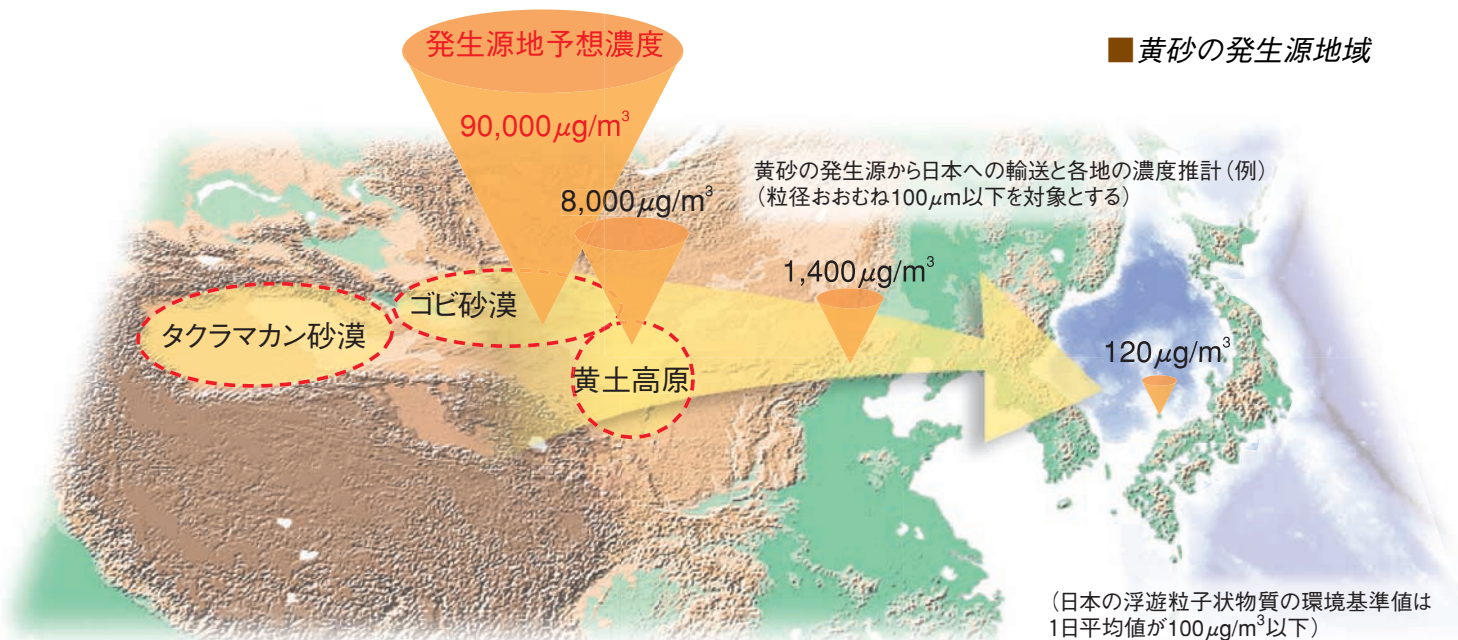 ■黄砂の発生源地域
発生源地予想濃度
90,000μg/m³
黄砂の発生源から日本への輸送と各地の濃度推計(例)
(粒径おおむね100μm以下を対象とする)
8,000μg/m³
1,400μg/m³
ゴビ砂漠
タクラマカン砂漠
120μg/m³
黄土高原
(日本の浮遊粒子状物質の環境基準値は
1日平均値が100μg/m³以下)